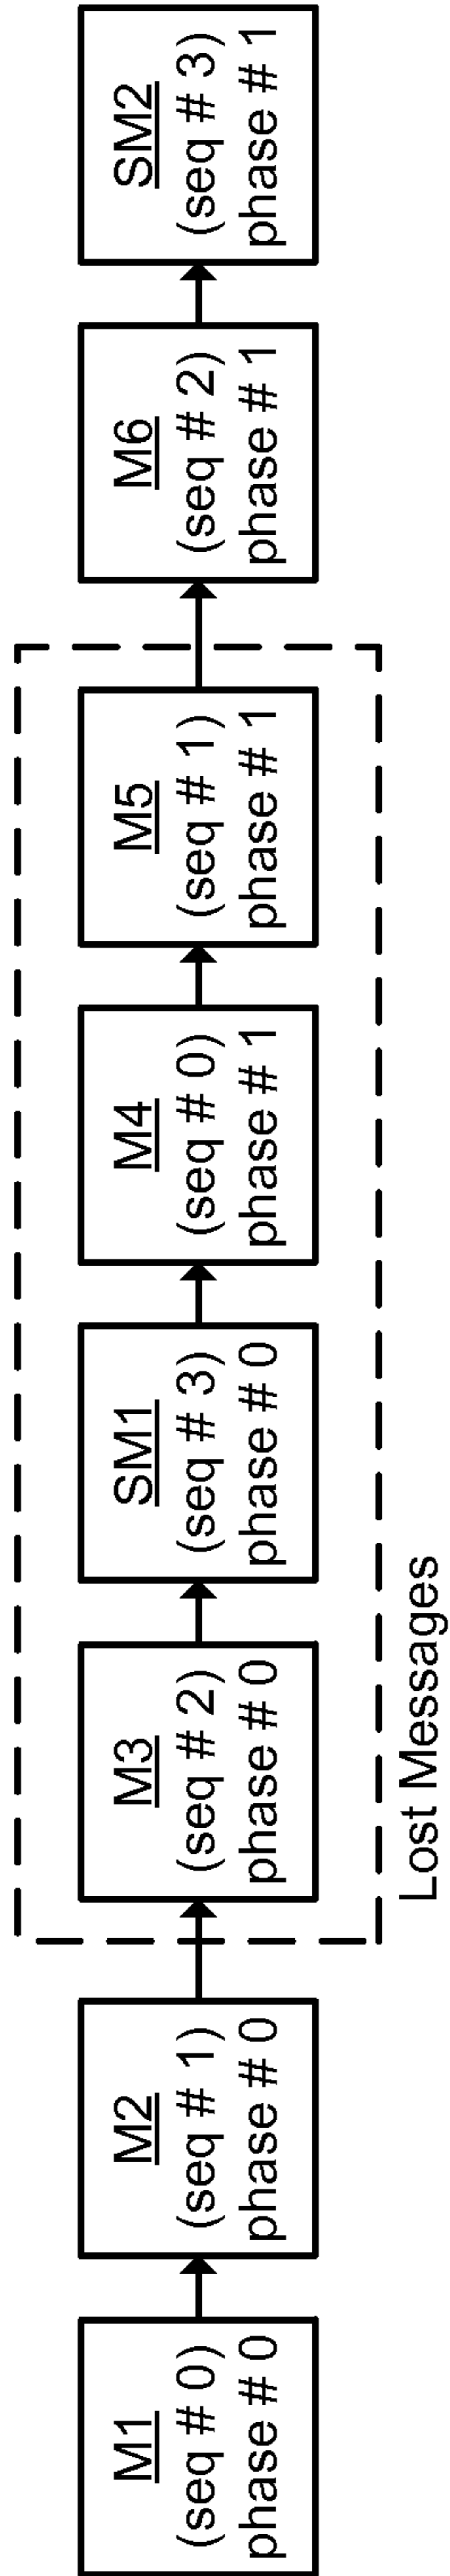 M1
(seq # 0)
phase # 0
M2
(seq # 1)
phase # 0
M3
(seq # 2)
phase # 0
SM1
(seq # 3)
phase # 0
M4
(seq # 0)
phase # 1
M5
(seq # 1)
phase # 1
M6
(seq # 2)
phase # 1
SM2
(seq # 3)
phase # 1
Lost Messages